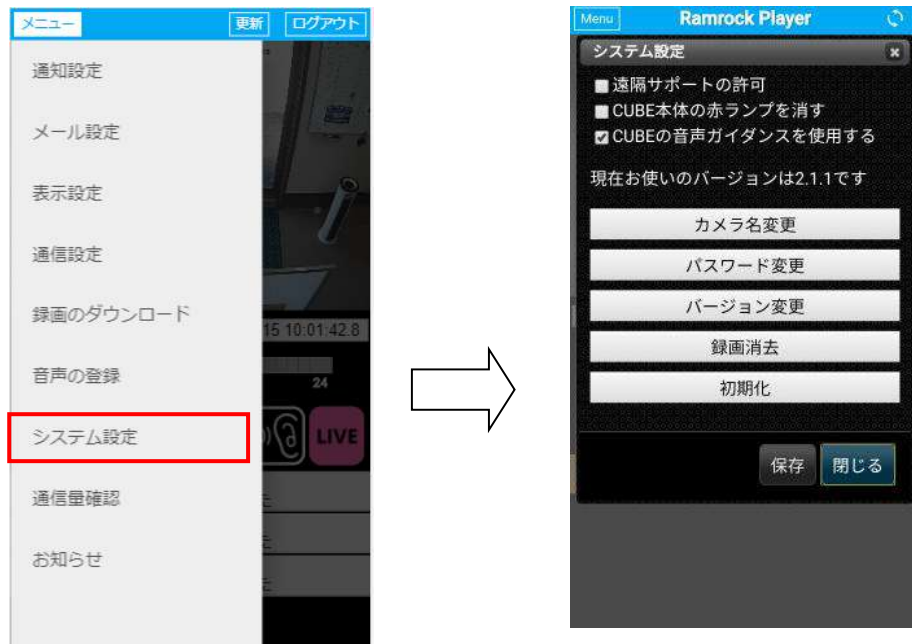 メニュー 更新 ログアウト
通知設定
メール設定
表示設定
通信設定
録画のダウンロード
15 10:01:42.8
音声の登録
24
システム設定
LIVE
通信量確認
お知らせ
Menu Ramrock Player
システム設定
遠隔サポートの許可
CUBE本体の赤ランプを消す
CUBEの音声ガイダンスを使用する
現在お使いのバージョンは2.1.1です
カメラ名変更
パスワード変更
バージョン変更
録画消去
初期化
保存 閉じる